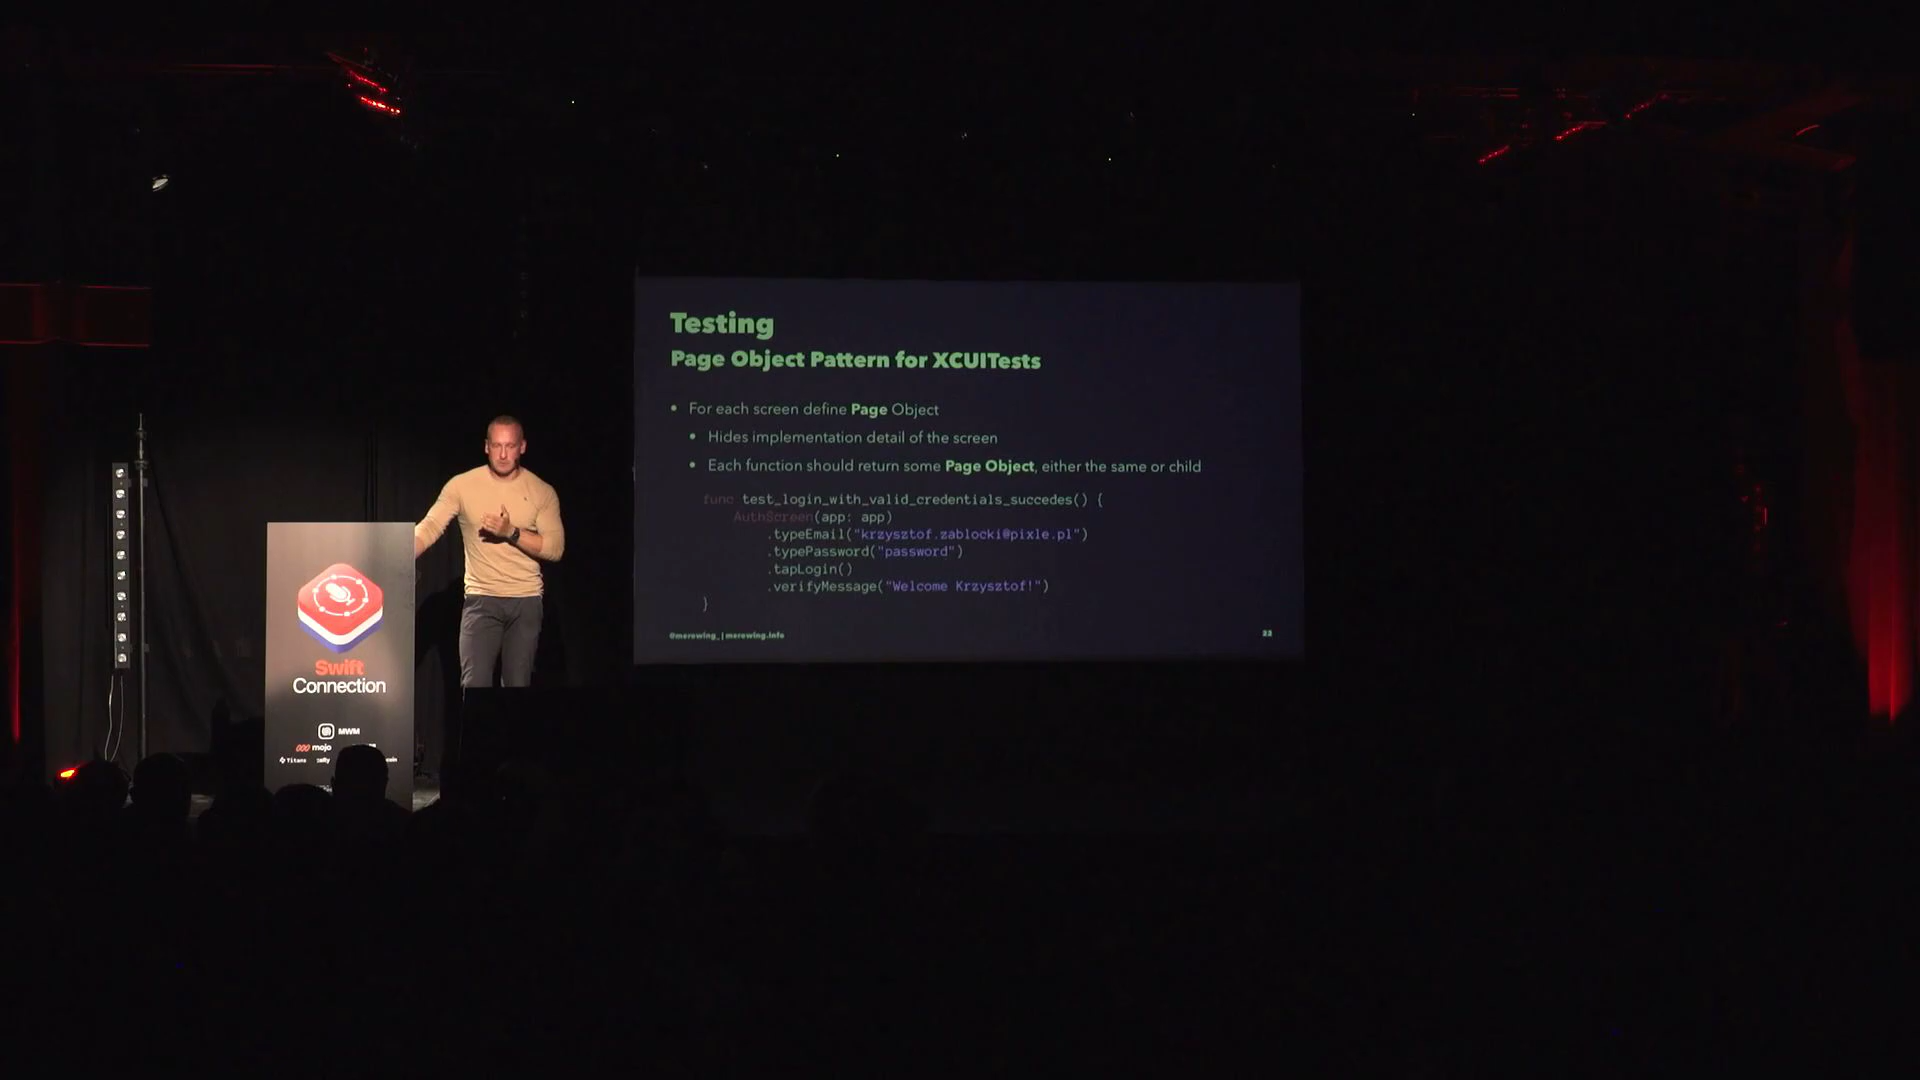 Testing
Page Object Pattern for XCUITests
• For each screen define Page Object
• Hides implementation detail of the screen
• Each function should return some Page Object, either the same or child
func test_login_with_valid_credentials_succedes() {
AuthScreen(app: app)
.typeEmail("krzysztof.zablocki@pixle.pl")
.typePassword("password")
.tapLogin()
.verifyMessage("Welcome Krzysztof!")
}
@merowing_ | merowing.info
22
Swift
Connection
MWM
mojo
Titans